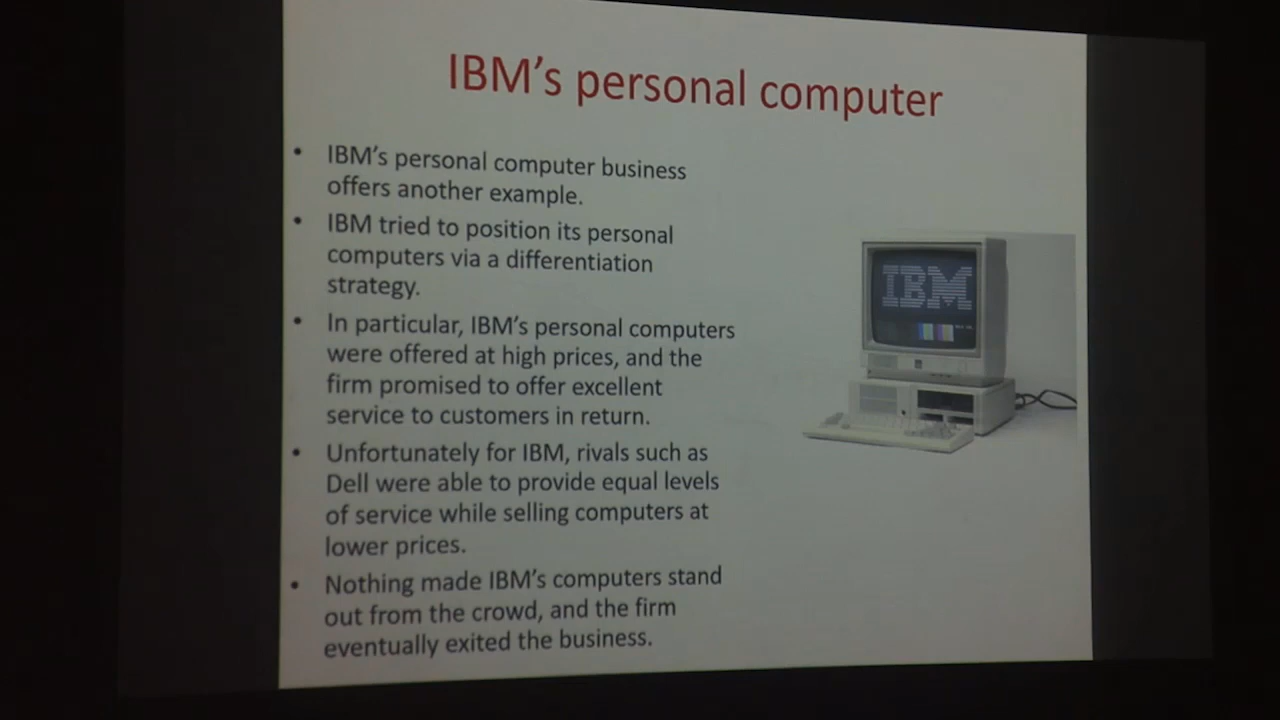 IBM's personal computer
• IBM's personal computer business
offers another example.
• IBM tried to position its personal
computers via a differentiation
strategy.
• In particular, IBM's personal computers
were offered at high prices, and the
firm promised to offer excellent
service to customers in return.
• Unfortunately for IBM, rivals such as
Dell were able to provide equal levels
of service while selling computers at
lower prices.
• Nothing made IBM's computers stand
out from the crowd, and the firm
eventually exited the business.
IBM